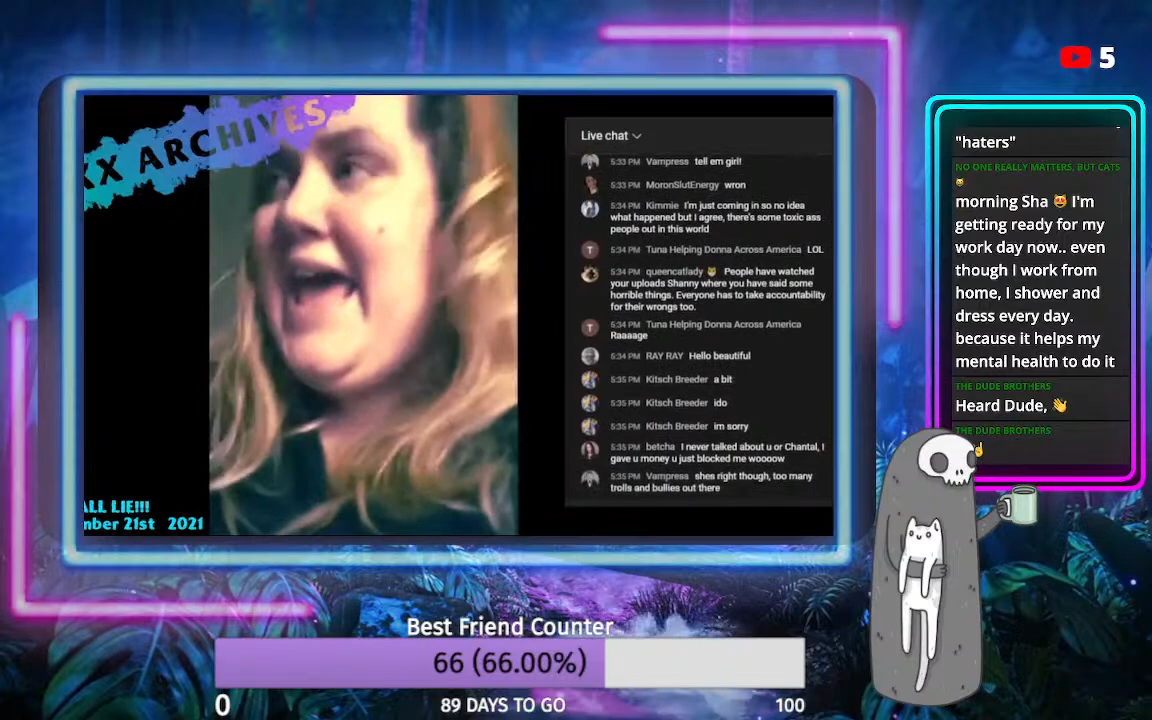 5
XX ARCHIVES
Live chat
5:33 PM Vampress tell em girl!
5:33 PM MoronSlutEnergy wron
5:34 PM Kimmie I'm just coming in so no idea
what happened but I agree, there's some toxic ass
people out in this world
5:34 PM Tuna Helping Donna Across America LOL
5:34 PM queencatlady 😼 People have watched
your uploads Shanny where you have said some
horrible things. Everyone has to take accountability
for their wrongs too.
5:34 PM Tuna Helping Donna Across America
Raaaage
5:34 PM RAY RAY Hello beautiful
5:35 PM Kitsch Breeder a bit
5:35 PM Kitsch Breeder ido
5:35 PM Kitsch Breeder im sorry
5:35 PM betcha I never talked about u or Chantal, I
gave u money u just blocked me woooow
5:35 PM Vampress shes right though, too many
trolls and bullies out there
ALL LIE!!!
mber 21st 2021
"haters"
NO ONE REALLY MATTERS, BUT CATS
😼
morning Sha 😻 I'm
getting ready for my
work day now.. even
though I work from
home, I shower and
dress every day.
because it helps my
mental health to do it
THE DUDE BROTHERS
Heard Dude, 👋
THE DUDE BROTHERS
Best Friend Counter
66 (66.00%)
0
89 DAYS TO GO
100